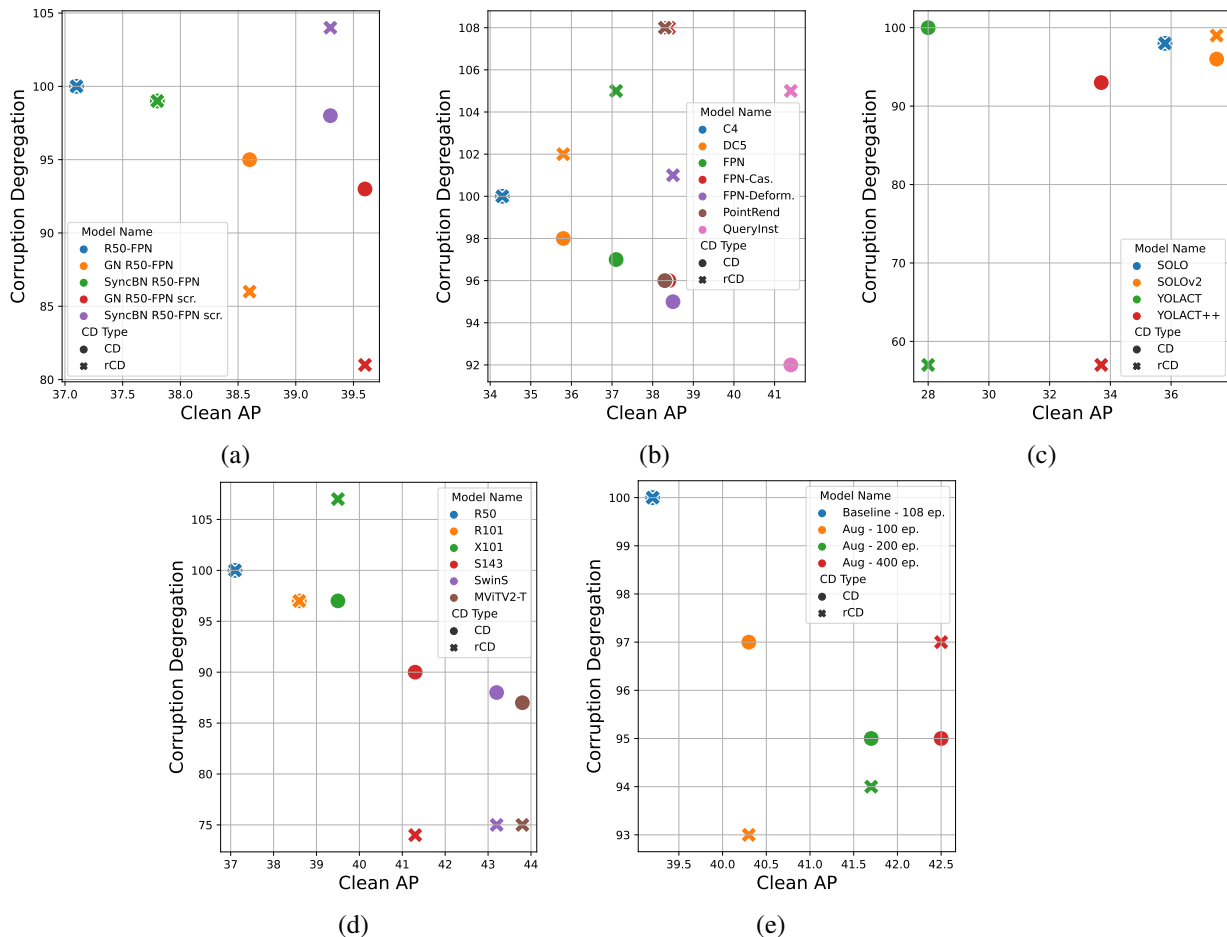 105
100
95
90
85
80
Corruption Degregation
Model Name
R50-FPN
GN R50-FPN
SyncBN R50-FPN
GN R50-FPN scr.
SyncBN R50-FPN scr.
CD Type
CD
rCD
37.0 37.5 38.0 38.5 39.0 39.5
Clean AP
(a)
108
106
104
102
100
98
96
94
92
Corruption Degregation
Model Name
C4
DC5
FPN
FPN-Cas.
FPN-Deform.
PointRend
QueryInst
CD Type
CD
rCD
34 35 36 37 38 39 40 41
Clean AP
(b)
100
90
80
70
60
Corruption Degregation
Model Name
SOLO
SOLOv2
YOLACT
YOLACT++
CD Type
CD
rCD
28 30 32 34 36
Clean AP
(c)
105
100
95
90
85
80
75
Corruption Degregation
Model Name
R50
R101
X101
S143
SwinS
MViTV2-T
CD Type
CD
rCD
37 38 39 40 41 42 43 44
Clean AP
(d)
100
99
98
97
96
95
94
93
Corruption Degregation
Model Name
Baseline - 108 ep.
Aug - 100 ep.
Aug - 200 ep.
Aug - 400 ep.
CD Type
CD
rCD
39.5 40.0 40.5 41.0 41.5 42.0 42.5
Clean AP
(e)